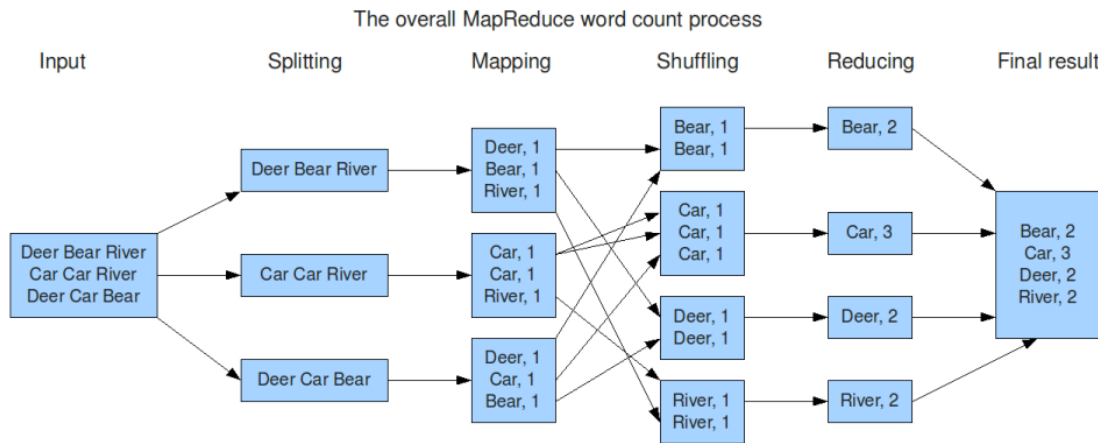 The overall MapReduce word count process
Input
Splitting
Mapping
Shuffling
Reducing
Final result
Deer Bear River
Car Car River
Deer Car Bear
Deer Bear River
Car Car River
Deer Car Bear
Deer, 1
Bear, 1
River, 1
Car, 1
Car, 1
River, 1
Deer, 1
Car, 1
Bear, 1
Bear, 1
Bear, 1
Car, 1
Car, 1
Car, 1
Deer, 1
Deer, 1
River, 1
River, 1
Bear, 2
Car, 3
Deer, 2
River, 2
Bear, 2
Car, 3
Deer, 2
River, 2